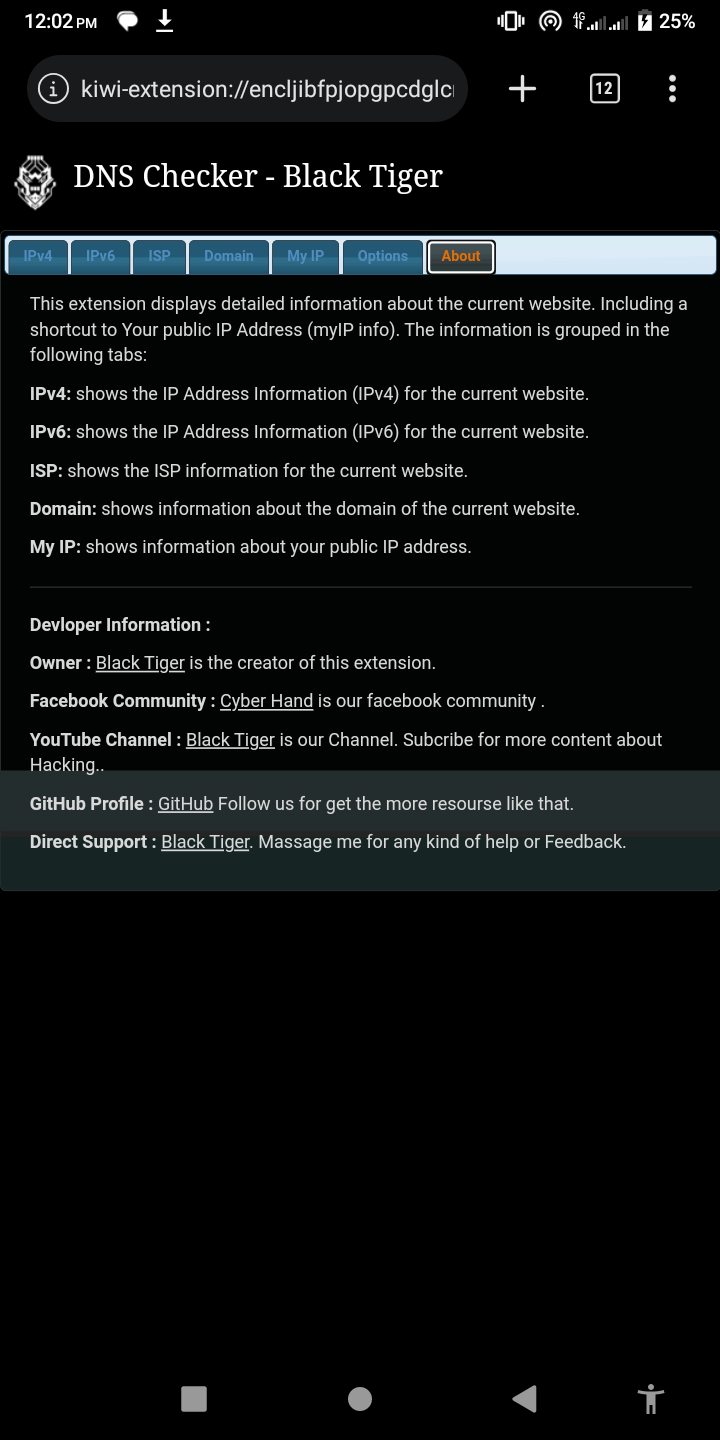 12:02 PM 4G 25%
kiwi-extension://encljibfpjopgpcdglc 12
DNS Checker - Black Tiger
IPv4 IPv6 ISP Domain My IP Options About
This extension displays detailed information about the current website. Including a
shortcut to Your public IP Address (myIP info). The information is grouped in the
following tabs:
IPv4: shows the IP Address Information (IPv4) for the current website.
IPv6: shows the IP Address Information (IPv6) for the current website.
ISP: shows the ISP information for the current website.
Domain: shows information about the domain of the current website.
My IP: shows information about your public IP address.
Devloper Information :
Owner : Black Tiger is the creator of this extension.
Facebook Community : Cyber Hand is our facebook community .
YouTube Channel : Black Tiger is our Channel. Subcribe for more content about
Hacking..
GitHub Profile : GitHub Follow us for get the more resourse like that.
Direct Support : Black Tiger. Massage me for any kind of help or Feedback.